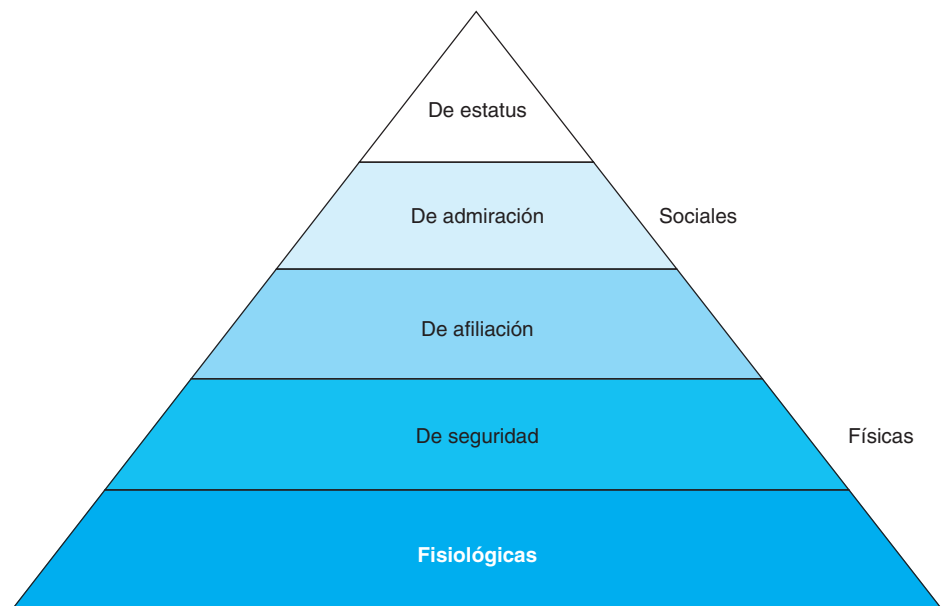 De estatus
De admiración
Sociales
De afiliación
De seguridad
Físicas
Fisiológicas